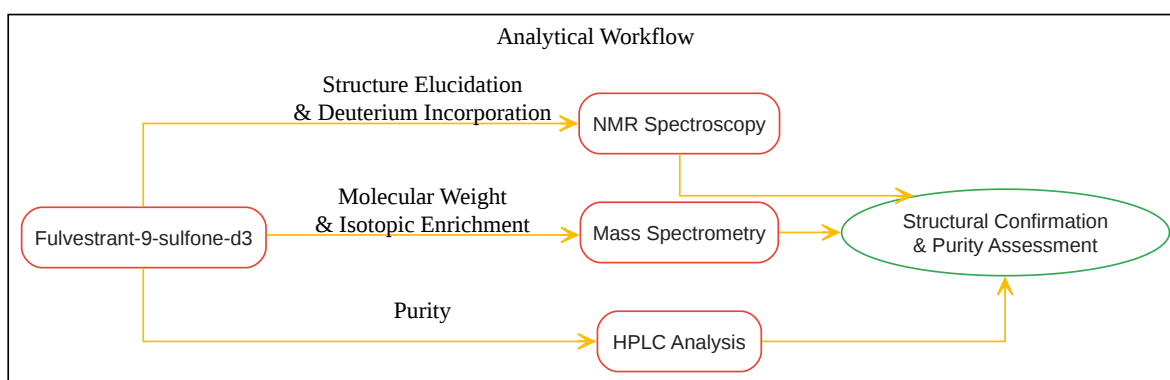 Analytical Workflow
Structure Elucidation
& Deuterium Incorporation
NMR Spectroscopy
Molecular Weight
& Isotopic Enrichment
Fulvestrant-9-sulfone-d3
Mass Spectrometry
Structural Confirmation
& Purity Assessment
Purity
HPLC Analysis